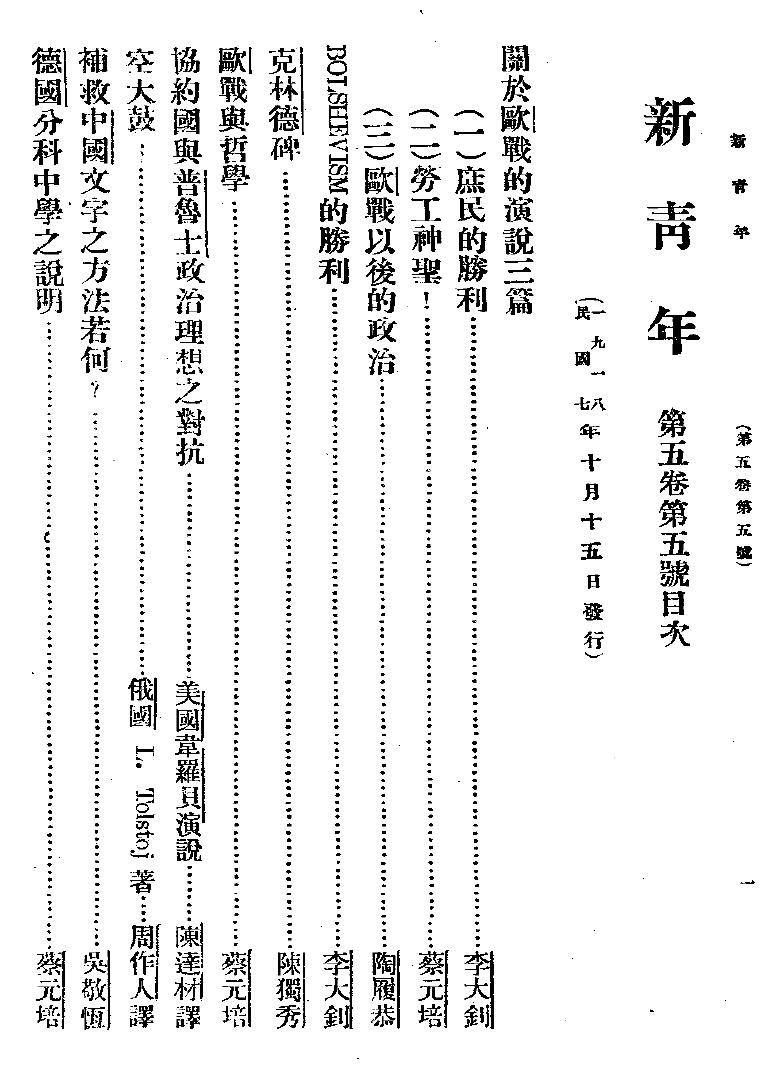 新青年
(第五卷第五號)
一
新青年 第五卷第五號目次
(一九一八 民國七年十月十五日發行)
關於歐戰的演說三篇
(一)庶民的勝利……李大釗
(二)勞工神聖!……蔡元培
(三)歐戰以後的政治……陶履恭
BOLSHEVISM的勝利……李大釗
克林德碑……陳獨秀
歐戰與哲學……蔡元培
協約國與普魯士政治理想之對抗……美國韋羅貝演說……陳達材譯
空大鼓……俄國 L. Tolstoj 著……周作人譯
補救中國文字之方法若何?……吳敬恆
德國分科中學之說明……蔡元培